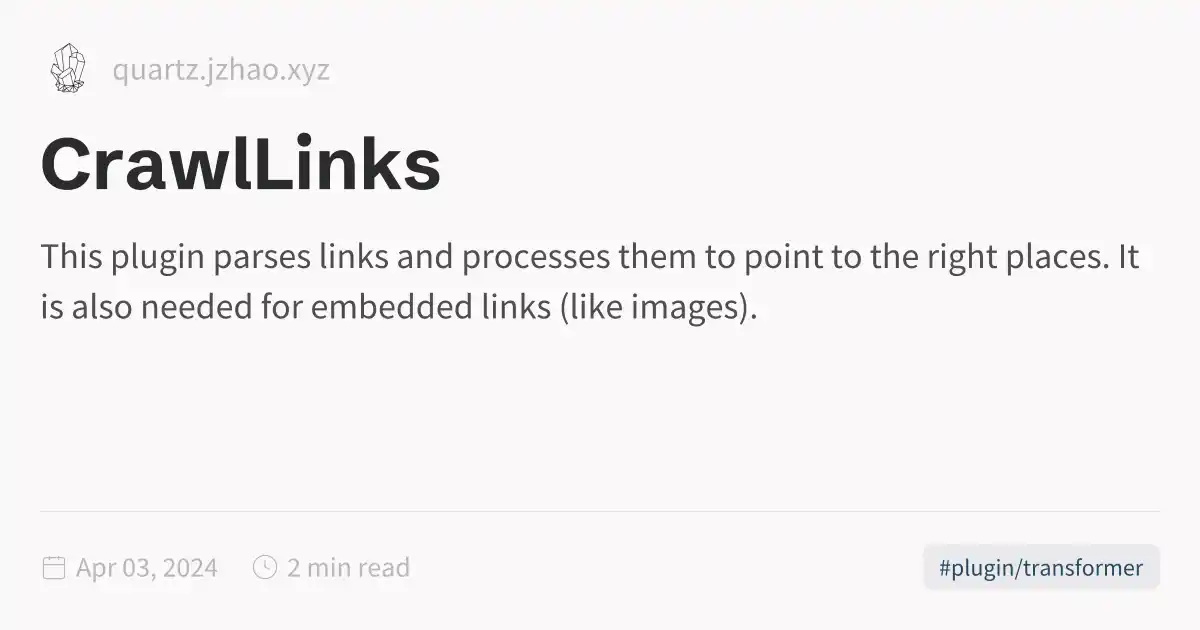 quartz.jzhao.xyz
CrawlLinks
This plugin parses links and processes them to point to the right places. It
is also needed for embedded links (like images).
Apr 03, 2024
2 min read
#plugin/transformer